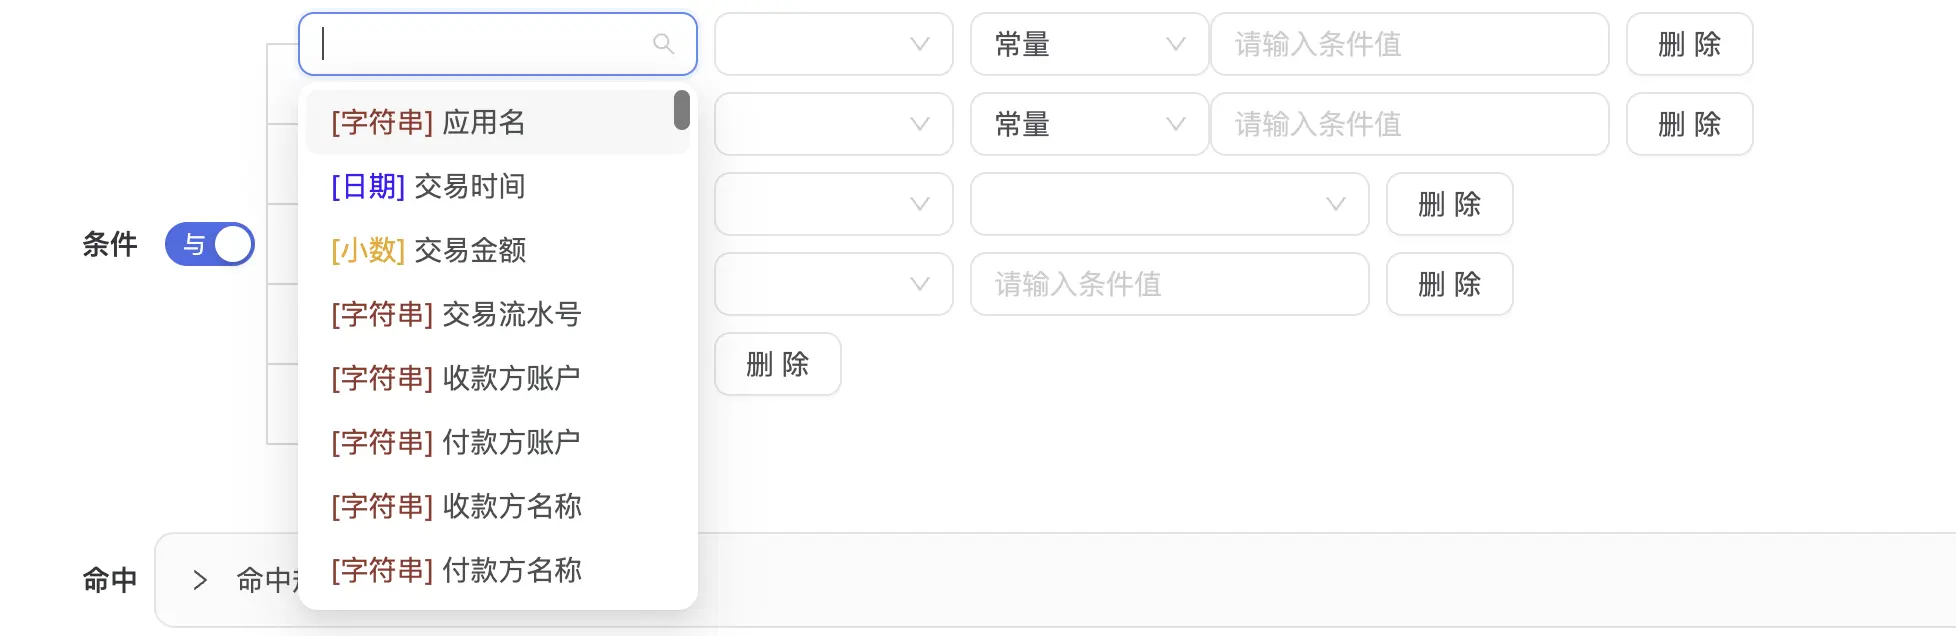 常量 请输入条件值 删 除
[字符串] 应用名
常量 请输入条件值 删 除
[日期] 交易时间
删 除
条件 与
[小数] 交易金额
请输入条件值 删 除
[字符串] 交易流水号
[字符串] 收款方账户
删 除
[字符串] 付款方账户
[字符串] 收款方名称
[字符串] 付款方名称
命中
命中